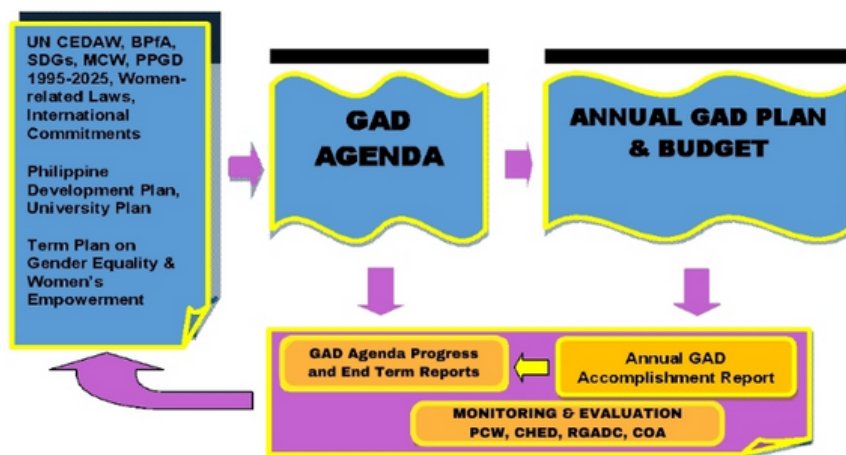 UN CEDAW, BPfA,
SDGs, MCW, PPGD
1995-2025, Women-
related Laws,
International
Commitments
Philippine
Development Plan,
University Plan
Term Plan on
Gender Equality &
Women's
Empowerment
GAD
AGENDA
ANNUAL GAD PLAN
& BUDGET
GAD Agenda Progress
and End Term Reports
Annual GAD
Accomplishment Report
MONITORING & EVALUATION
PCW, CHED, RGADC, COA